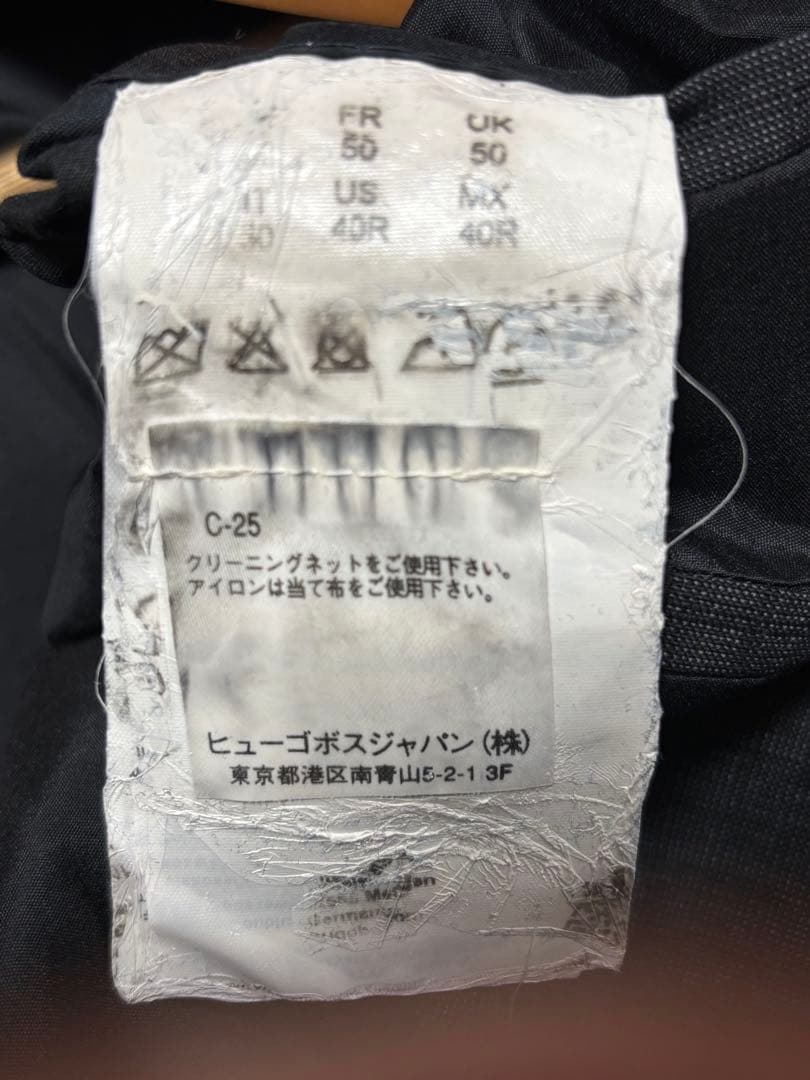 FR UK
50 50
US MX
40R 40R
C-25
クリーニングネットをご使用下さい。
アイロンは当て布をご使用下さい。
ヒューゴボスジャパン(株)
東京都港区南青山5-2-1 3F